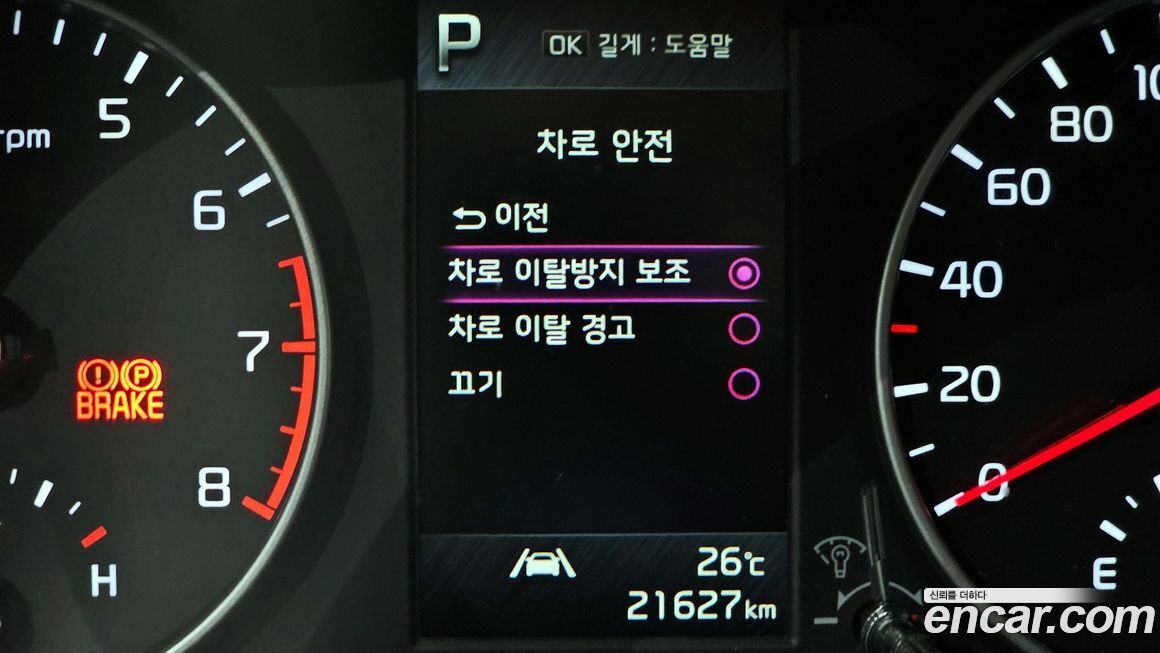 P
OK 길게 : 도움말
차로 안전
이전
차로 이탈방지 보조
차로 이탈 경고
끄기
26℃
21627km
rpm
5
6
7
8
H
BRAKE
P
10
80
60
40
20
0
E
신뢰를 더하다
encar.com